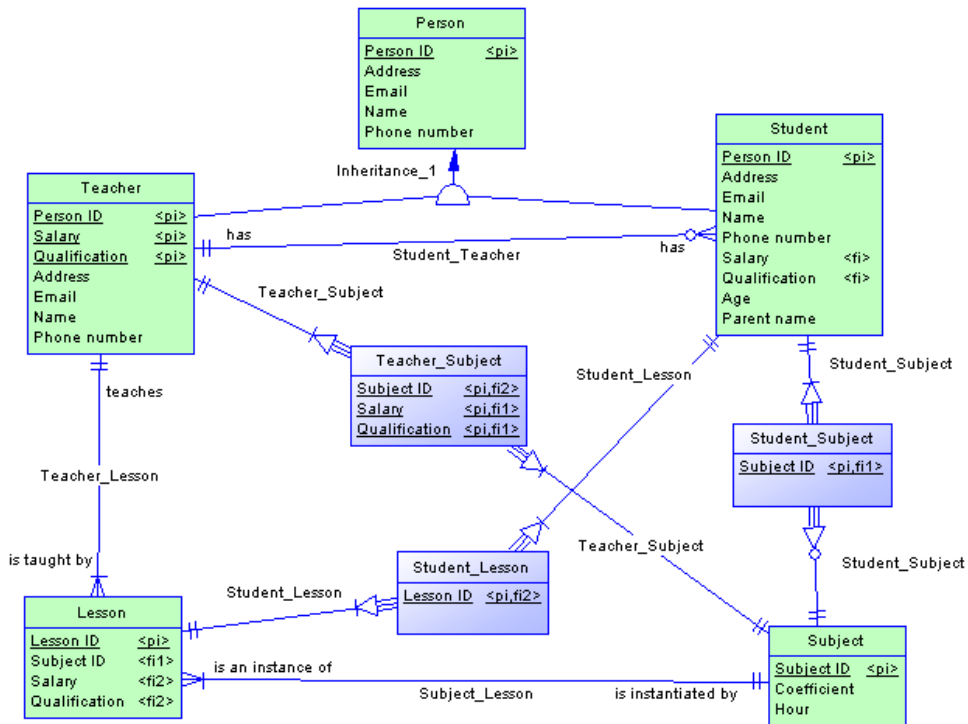 Person
Person ID <pi>
Address
Email
Name
Phone number
Inheritance_1
Student
Person ID <pi>
Address
Email
Name
Phone number
Salary <fi>
Qualification <fi>
Age
Parent name
Teacher
Person ID <pi>
Salary <pi>
Qualification <pi>
Address
Email
Name
Phone number
has
has
Student_Teacher
Teacher_Subject
Teacher_Subject
Subject ID <pi,fi2>
Salary <pi,fi1>
Qualification <pi,fi1>
Student_Lesson
Student_Subject
Student_Subject
Subject ID <pi,fi1>
teaches
Teacher_Lesson
is taught by
Teacher_Subject
Student_Subject
Student_Lesson
Lesson ID <pi,fi2>
Student_Lesson
Lesson
Lesson ID <pi>
Subject ID <fi1>
Salary <fi2>
Qualification <fi2>
is an instance of
Subject_Lesson
is instantiated by
Subject
Subject ID <pi>
Coefficient
Hour